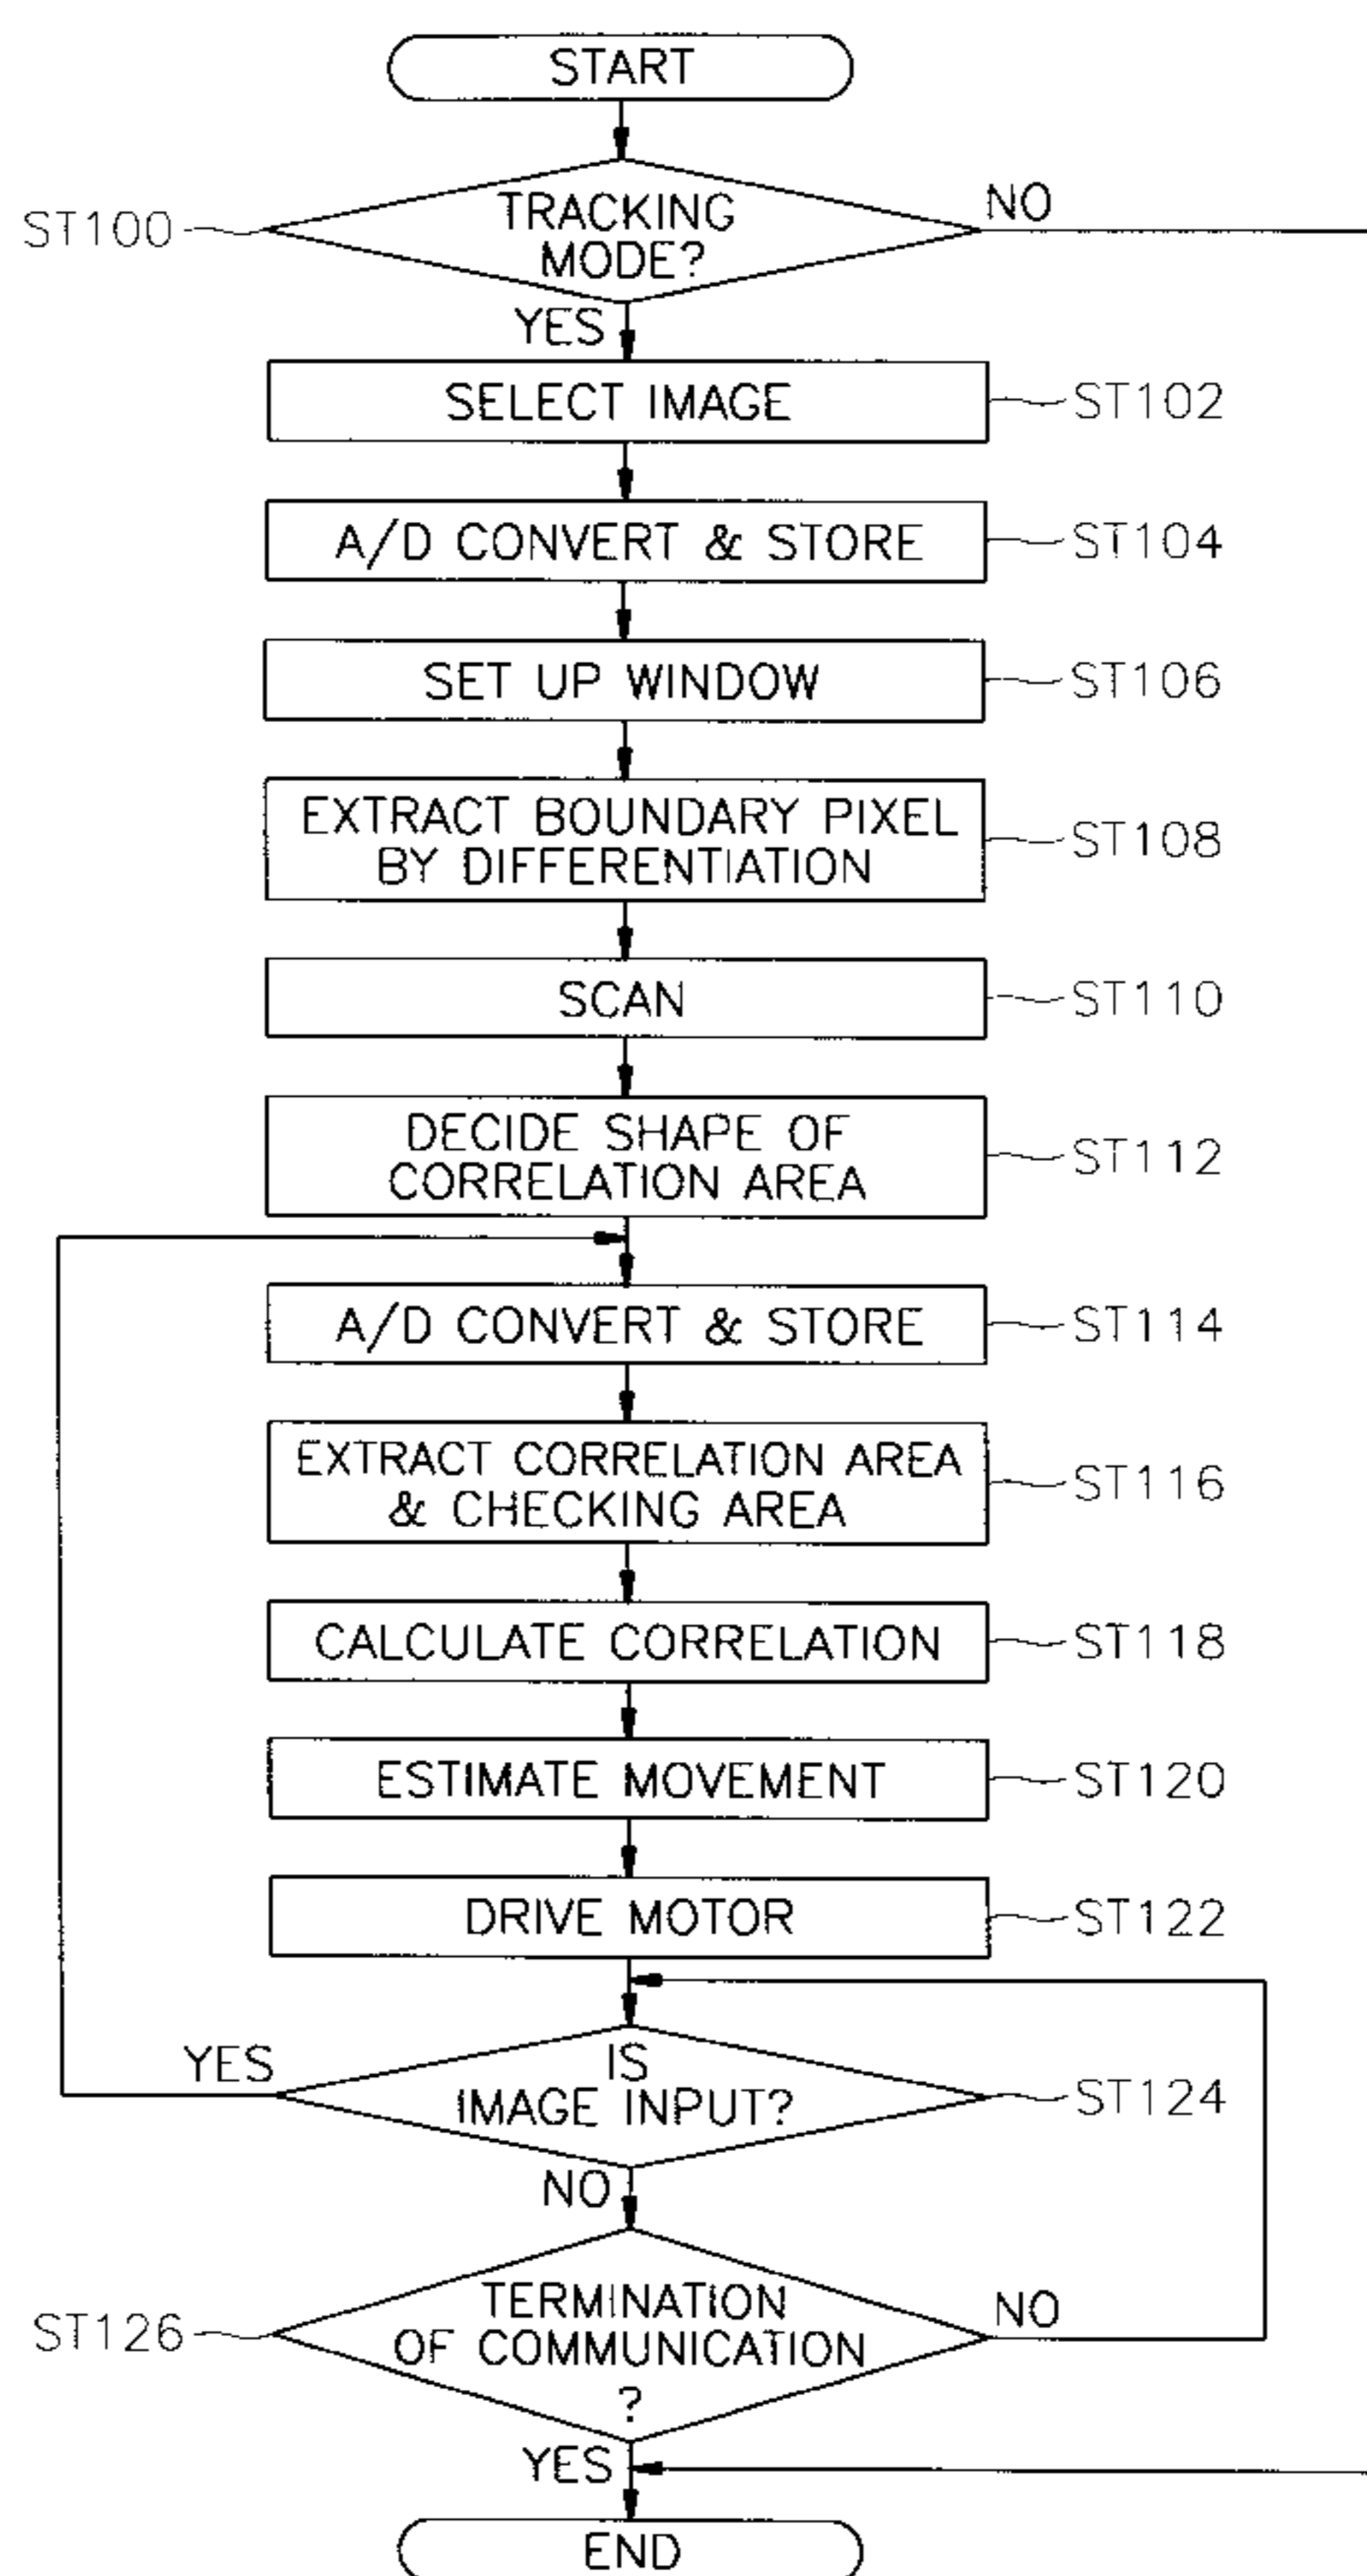 START
TRACKING
MODE?
ST100
NO
YES
SELECT IMAGE
ST102
A/D CONVERT & STORE
ST104
SET UP WINDOW
ST106
EXTRACT BOUNDARY PIXEL
BY DIFFERENTIATION
ST108
SCAN
ST110
DECIDE SHAPE OF
CORRELATION AREA
ST112
A/D CONVERT & STORE
ST114
EXTRACT CORRELATION AREA
& CHECKING AREA
ST116
CALCULATE CORRELATION
ST118
ESTIMATE MOVEMENT
ST120
DRIVE MOTOR
ST122
YES
IS
IMAGE INPUT?
ST124
NO
ST126
TERMINATION
OF COMMUNICATION
?
NO
YES
END